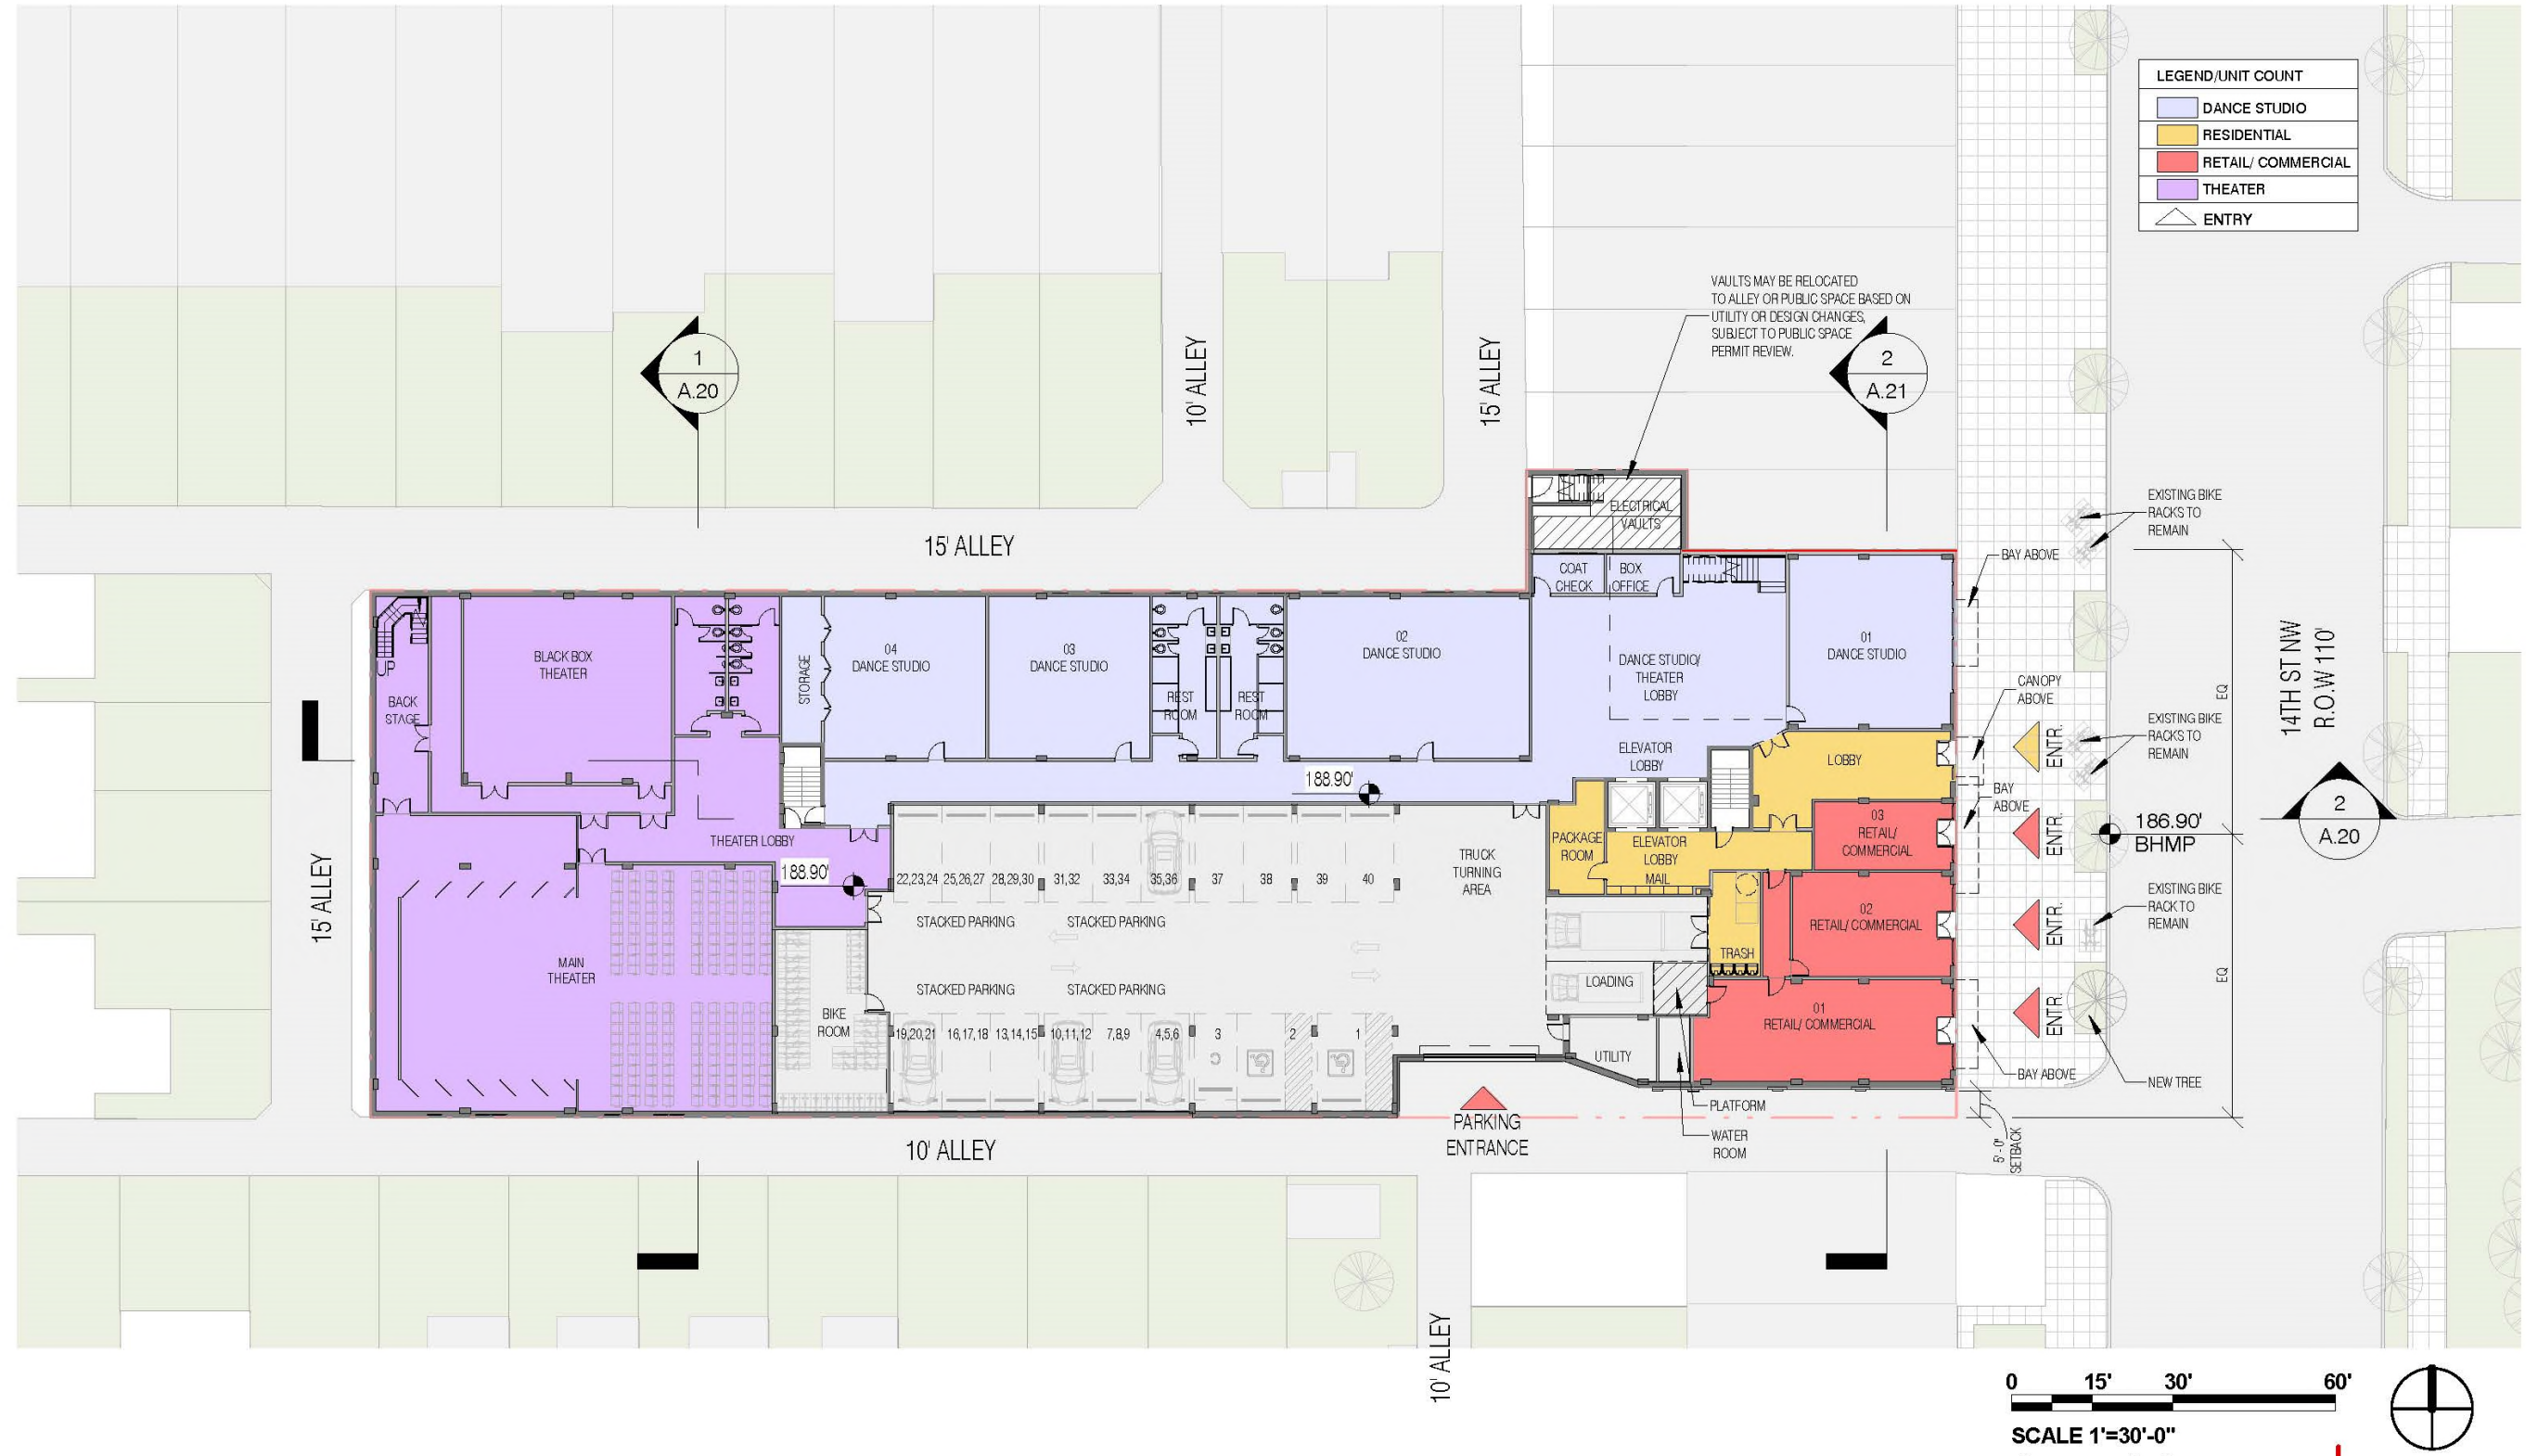 LEGEND/UNIT COUNT
DANCE STUDIO
RESIDENTIAL
RETAIL/ COMMERCIAL
THEATER
ENTRY
VAULTS MAY BE RELOCATED
TO ALLEY OR PUBLIC SPACE BASED ON
UTILITY OR DESIGN CHANGES,
SUBJECT TO PUBLIC SPACE
PERMIT REVIEW.
1
A.20
10' ALLEY
15' ALLEY
2
A.21
EXISTING BIKE
RACKS TO
REMAIN
ELECTRICAL
VAULTS
15' ALLEY
BAY ABOVE
COAT
CHECK
BOX
OFFICE
UP
BACK
STAGE
BLACK BOX
THEATER
STORAGE
04
DANCE STUDIO
03
DANCE STUDIO
REST
ROOM
REST
ROOM
02
DANCE STUDIO
DANCE STUDIO/
THEATER
LOBBY
01
DANCE STUDIO
CANOPY
ABOVE
EQ
14TH ST NW
R.O.W 110'
EXISTING BIKE
RACKS TO
REMAIN
ELEVATOR
LOBBY
LOBBY
ENTR.
188.90'
BAY
ABOVE
THEATER LOBBY
188.90'
PACKAGE
ROOM
ELEVATOR
LOBBY
MAIL
03
RETAIL/
COMMERCIAL
ENTR.
186.90'
BHMP
2
A.20
15' ALLEY
22,23,24
25,26,27
28,29,30
31,32
33,34
35,36
37
38
39
40
TRUCK
TURNING
AREA
STACKED PARKING
STACKED PARKING
02
RETAIL/ COMMERCIAL
ENTR.
EXISTING BIKE
RACK TO
REMAIN
TRASH
MAIN
THEATER
STACKED PARKING
STACKED PARKING
LOADING
EQ
BIKE
ROOM
19,20,21
16,17,18
13,14,15
10,11,12
7,8,9
4,5,6
3
2
1
C
UTILITY
01
RETAIL/ COMMERCIAL
ENTR.
BAY ABOVE
NEW TREE
PLATFORM
PARKING
ENTRANCE
WATER
ROOM
5'-0"
SETBACK
10' ALLEY
10' ALLEY
0 15' 30' 60'
SCALE 1'=30'-0"